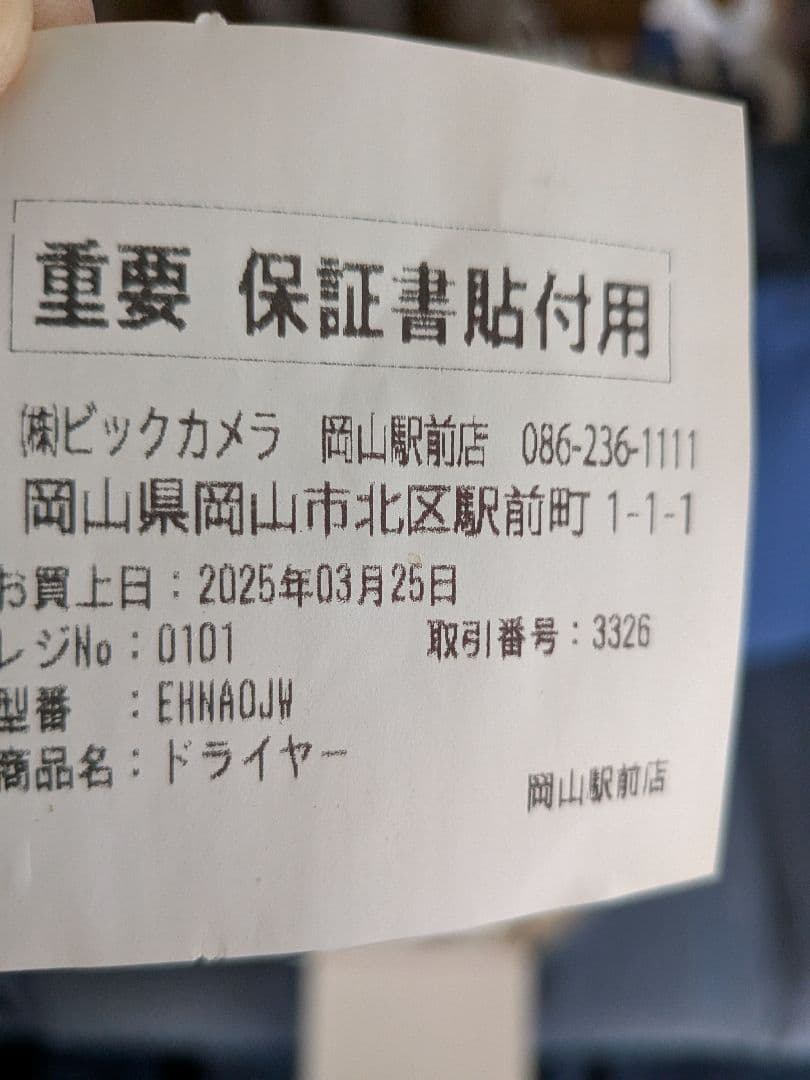 重要 保証書貼付用
㈱ビックカメラ 岡山駅前店 086-236-1111
岡山県岡山市北区駅前町1-1-1
お買上日：2025年03月25日
レジNo：0101 取引番号：3326
型番 ：EHNA0JW
商品名：ドライヤー
岡山駅前店